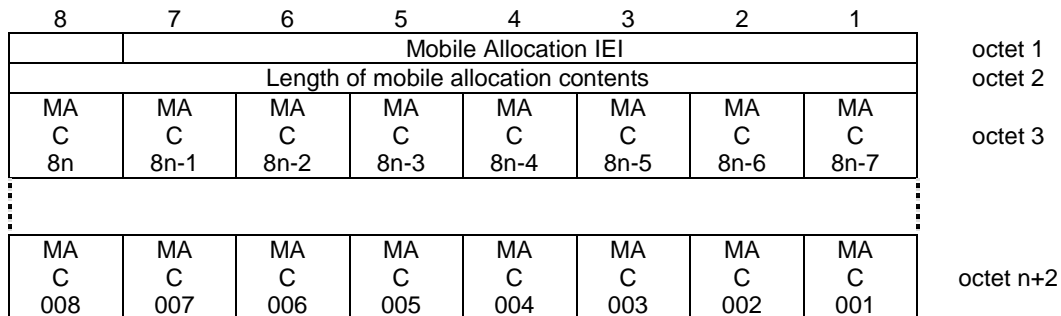 8 7 6 5 4 3 2 1
Mobile Allocation IEI octet 1
Length of mobile allocation contents octet 2
MA MA MA MA MA MA MA MA
C C C C C C C C octet 3
8n 8n-1 8n-2 8n-3 8n-4 8n-5 8n-6 8n-7
MA MA MA MA MA MA MA MA
C C C C C C C C octet n+2
008 007 006 005 004 003 002 001